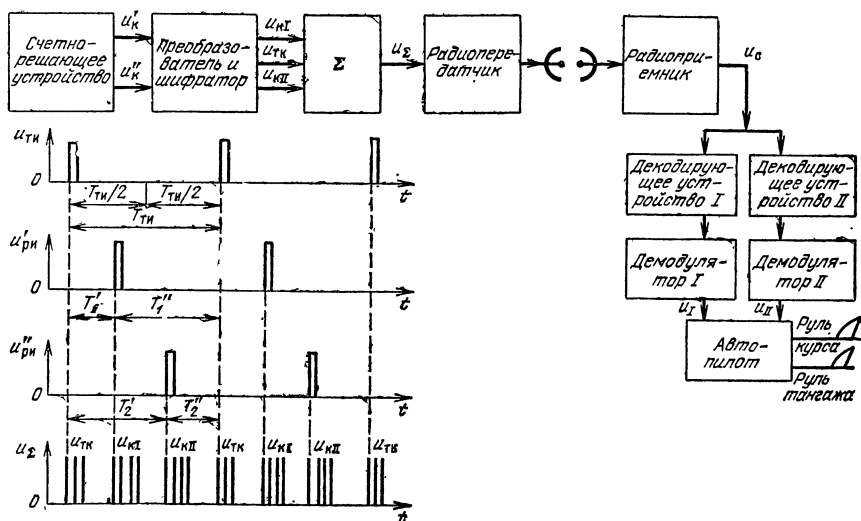 Счетно-
решающее
устройство
u'к
u''к
Преобразо-
ватель и
шифратор
uкI
uтк
uкII
Σ
uΣ
Радиопере-
датчик
Радиопри-
емник
uс
Декодирую-
щее уст-
ройство I
Декодирую-
щее уст-
ройство II
Демодуля-
тор I
Демодуля-
тор II
uI
uII
Авто-
пилот
Руль
курса
Руль
тангажа
uти
0
Tти/2
Tти/2
Tти
t
u'ри
0
T'1
T''1
t
u''ри
0
T'2
T''2
t
uΣ
uтк
uкI
uкII
uтк
uкI
uкII
uтк
0
t